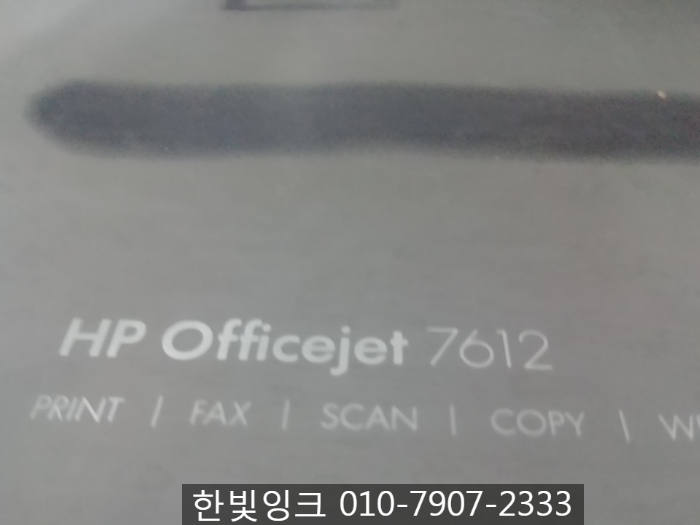 HP Officejet 7612
PRINT | FAX | SCAN | COPY |
한빛잉크 010-7907-2333